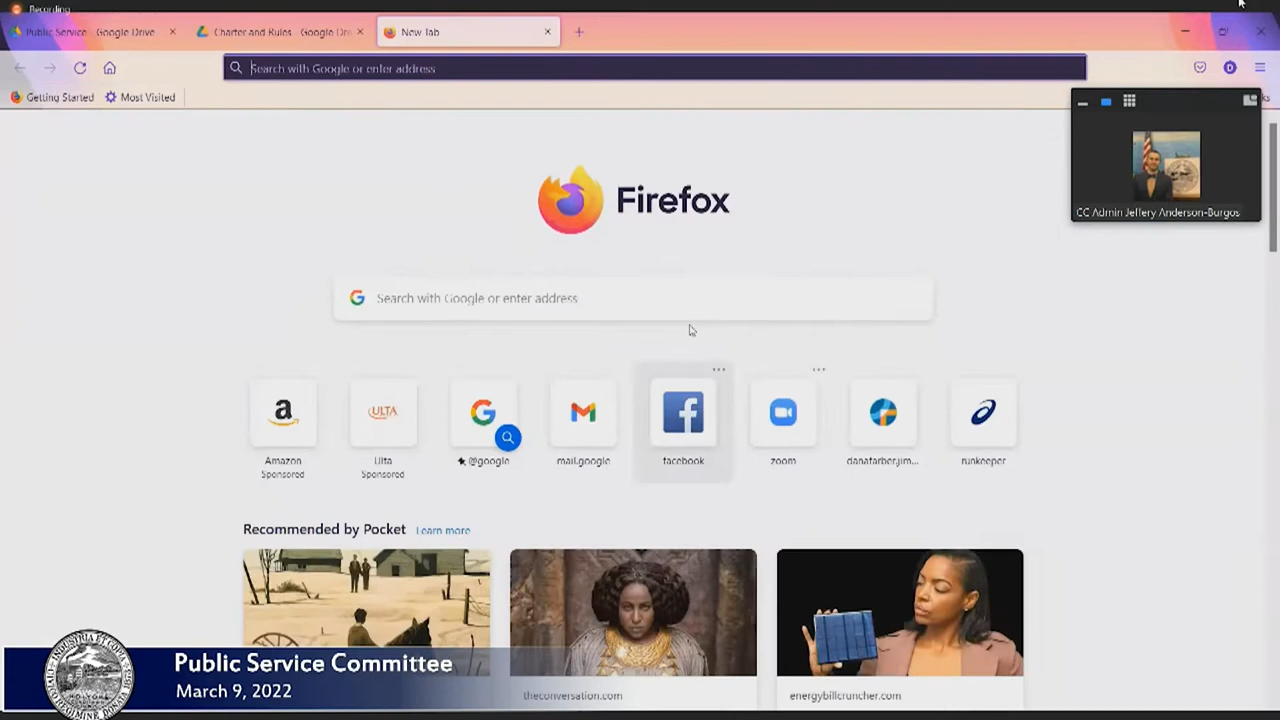 Recording
Public Service Google Drive
Charter and Rules Google Dri
New Tab
Search with Google or enter address
Getting Started
Most Visited
ks
CC Admin Jeffery Anderson-Burgos
Firefox
Search with Google or enter address
a
ULTA
Amazon
Sponsored
Ulta
Sponsored
@google
mail.google
facebook
zoom
danafarber.jim...
runkeeper
Recommended by Pocket Learn more
theconversation.com
energybillcruncher.com
Public Service Committee
March 9, 2022